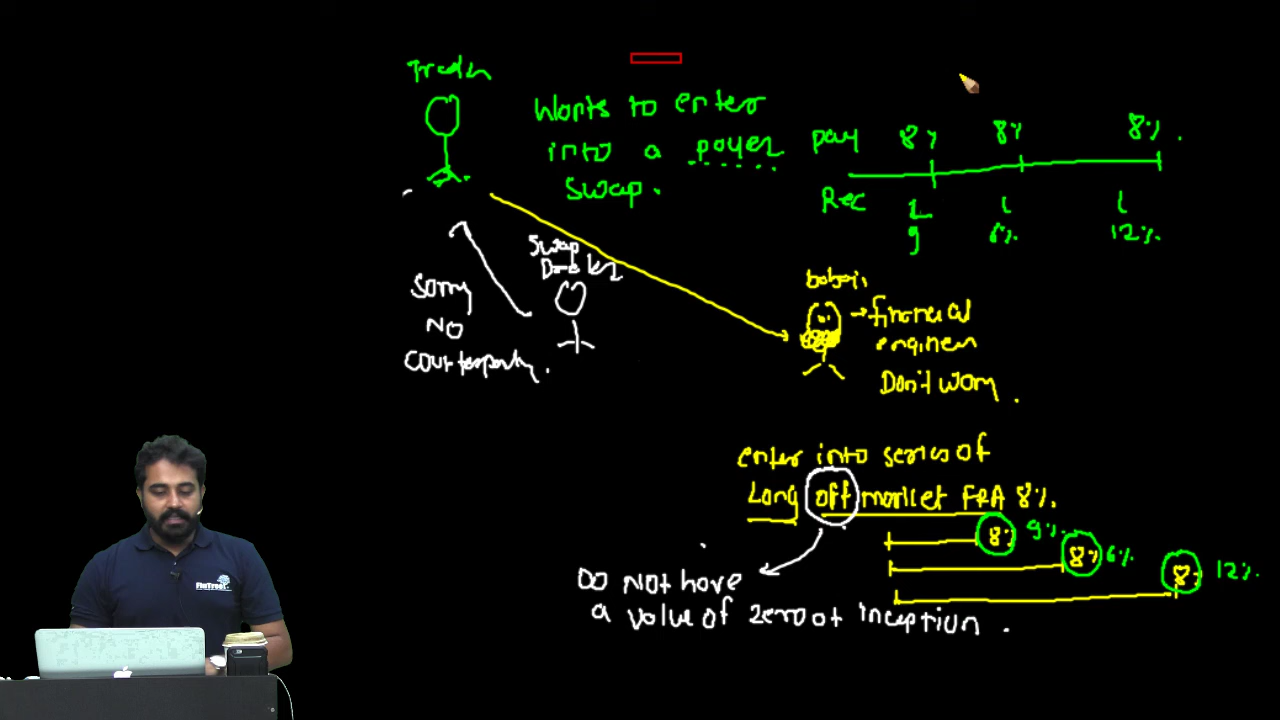 Trader
Wants to enter
into a payer
swap.
Pay 8% 8% 8%.
Rec L L L
9 6%. 12%.
Swap
Dealer
Sorry
NO
counterparty.
→ financial
engineer
Don't worry.
enter into series of
Long off market FRA 8%.
8% 9%.
8% 6%.
8% 12%.
DO NOT have
a value of zero at inception.
FinTree